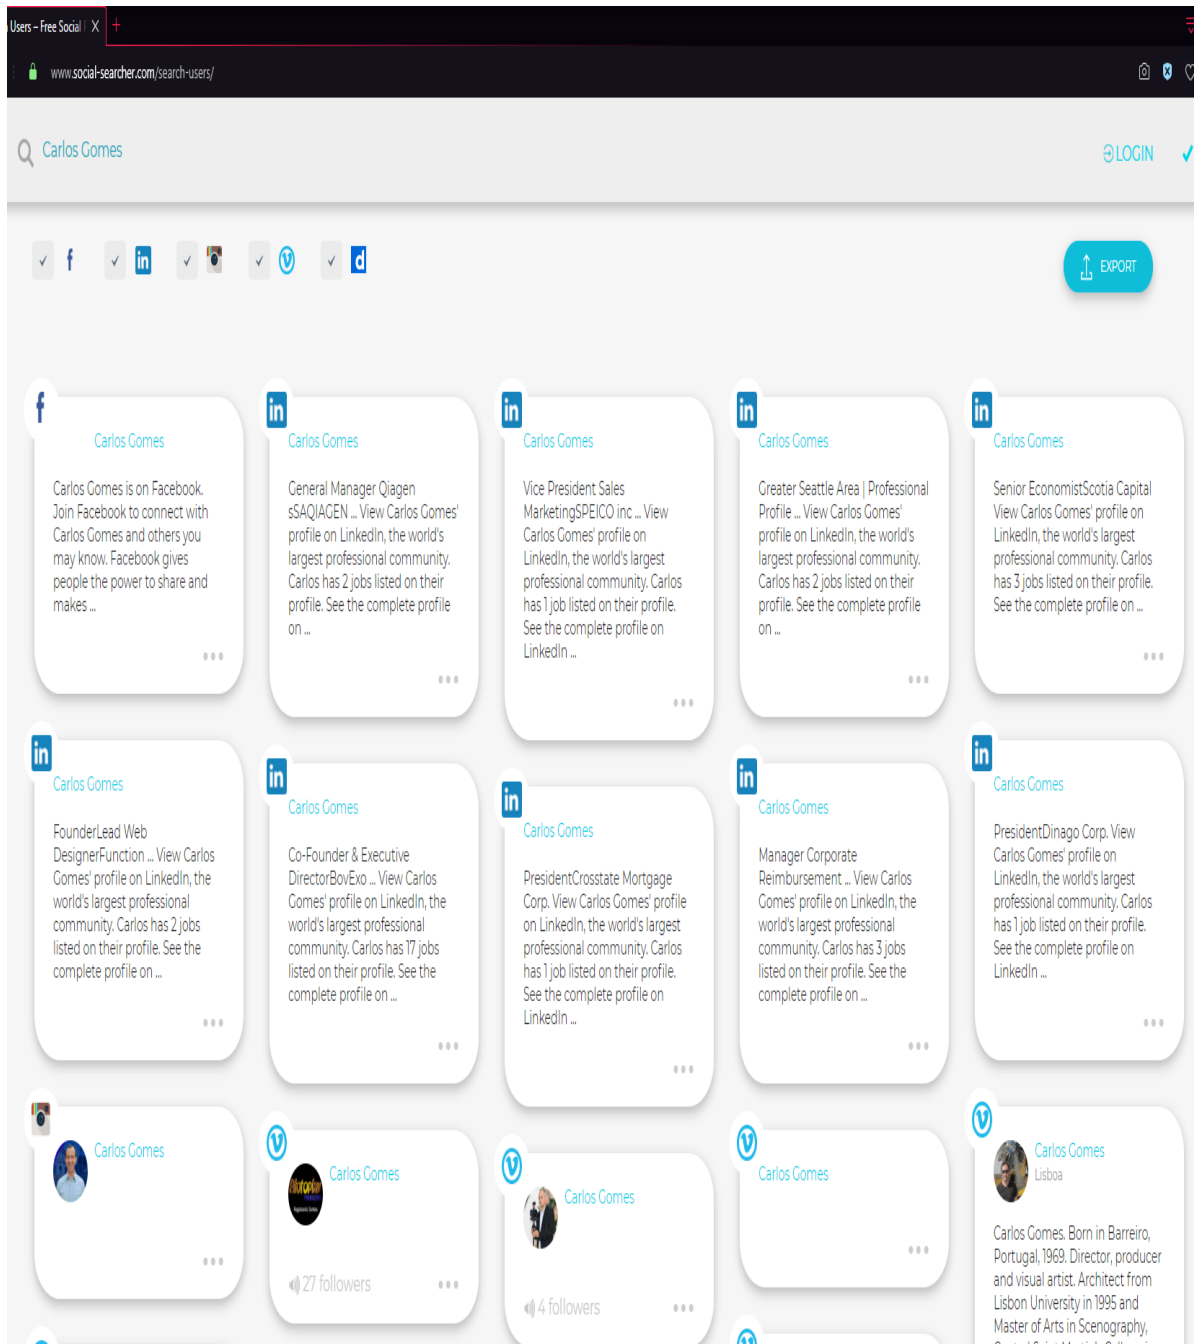 Users – Free Social
www.social-searcher.com/search-users/
Carlos Gomes
LOGIN
f
in
d
EXPORT
f
Carlos Gomes
Carlos Gomes is on Facebook.
Join Facebook to connect with
Carlos Gomes and others you
may know. Facebook gives
people the power to share and
makes ...
in
Carlos Gomes
General Manager Qiagen
sSAQIAGEN ... View Carlos Gomes'
profile on LinkedIn, the world's
largest professional community.
Carlos has 2 jobs listed on their
profile. See the complete profile
on ...
in
Carlos Gomes
Vice President Sales
MarketingSPEICO inc ... View
Carlos Gomes' profile on
LinkedIn, the world's largest
professional community. Carlos
has 1 job listed on their profile.
See the complete profile on
LinkedIn ...
in
Carlos Gomes
Greater Seattle Area | Professional
Profile ... View Carlos Gomes'
profile on LinkedIn, the world's
largest professional community.
Carlos has 2 jobs listed on their
profile. See the complete profile
on ...
in
Carlos Gomes
Senior EconomistScotia Capital
View Carlos Gomes' profile on
LinkedIn, the world's largest
professional community. Carlos
has 3 jobs listed on their profile.
See the complete profile on ...
in
Carlos Gomes
FounderLead Web
DesignerFunction ... View Carlos
Gomes' profile on LinkedIn, the
world's largest professional
community. Carlos has 2 jobs
listed on their profile. See the
complete profile on ...
in
Carlos Gomes
Co-Founder & Executive
DirectorBovExo ... View Carlos
Gomes' profile on LinkedIn, the
world's largest professional
community. Carlos has 17 jobs
listed on their profile. See the
complete profile on ...
in
Carlos Gomes
PresidentCrosstate Mortgage
Corp. View Carlos Gomes' profile
on LinkedIn, the world's largest
professional community. Carlos
has 1 job listed on their profile.
See the complete profile on
LinkedIn ...
in
Carlos Gomes
Manager Corporate
Reimbursement ... View Carlos
Gomes' profile on LinkedIn, the
world's largest professional
community. Carlos has 3 jobs
listed on their profile. See the
complete profile on ...
in
Carlos Gomes
PresidentDinago Corp. View
Carlos Gomes' profile on
LinkedIn, the world's largest
professional community. Carlos
has 1 job listed on their profile.
See the complete profile on
LinkedIn ...
Carlos Gomes
Carlos Gomes
27 followers
Carlos Gomes
4 followers
Carlos Gomes
Carlos Gomes
Lisboa
Carlos Gomes. Born in Barreiro,
Portugal, 1969. Director, producer
and visual artist. Architect from
Lisbon University in 1995 and
Master of Arts in Scenography,